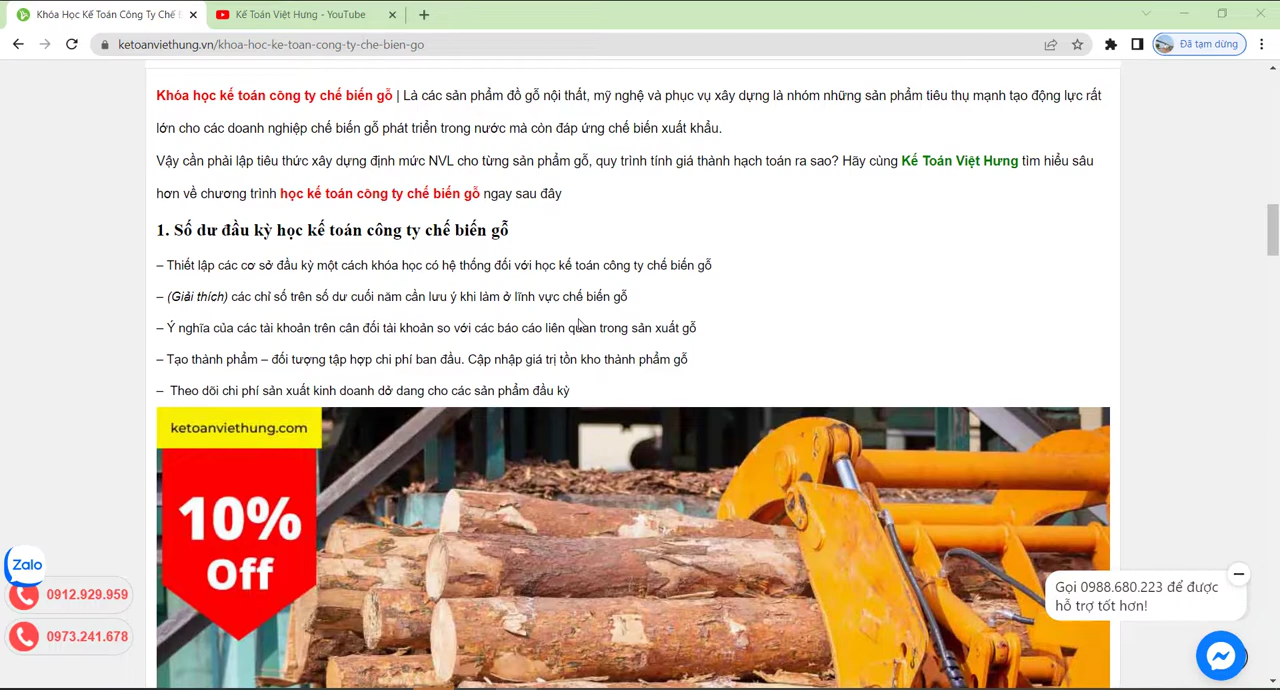 Khóa Học Kế Toán Công Ty Chế B
Kế Toán Việt Hưng - YouTube
ketoanviethung.vn/khoa-hoc-ke-toan-cong-ty-che-bien-go
Đã tạm dừng
Khóa học kế toán công ty chế biến gỗ | Là các sản phẩm đồ gỗ nội thất, mỹ nghệ và phục vụ xây dựng là nhóm những sản phẩm tiêu thụ mạnh tạo động lực rất
lớn cho các doanh nghiệp chế biến gỗ phát triển trong nước mà còn đáp ứng chế biến xuất khẩu.
Vậy cần phải lập tiêu thức xây dựng định mức NVL cho từng sản phẩm gỗ, quy trình tính giá thành hạch toán ra sao? Hãy cùng Kế Toán Việt Hưng tìm hiểu sâu
hơn về chương trình học kế toán công ty chế biến gỗ ngay sau đây
1. Số dư đầu kỳ học kế toán công ty chế biến gỗ
– Thiết lập các cơ sở đầu kỳ một cách khóa học có hệ thống đối với học kế toán công ty chế biến gỗ
– (Giải thích) các chỉ số trên số dư cuối năm cần lưu ý khi làm ở lĩnh vực chế biến gỗ
– Ý nghĩa của các tài khoản trên cân đối tài khoản so với các báo cáo liên quan trong sản xuất gỗ
– Tạo thành phẩm – đối tượng tập hợp chi phí ban đầu. Cập nhập giá trị tồn kho thành phẩm gỗ
– Theo dõi chi phí sản xuất kinh doanh dở dang cho các sản phẩm đầu kỳ
ketoanviethung.com
10%
Off
Zalo
0912.929.959
0973.241.678
Gọi 0988.680.223 để được
hỗ trợ tốt hơn!